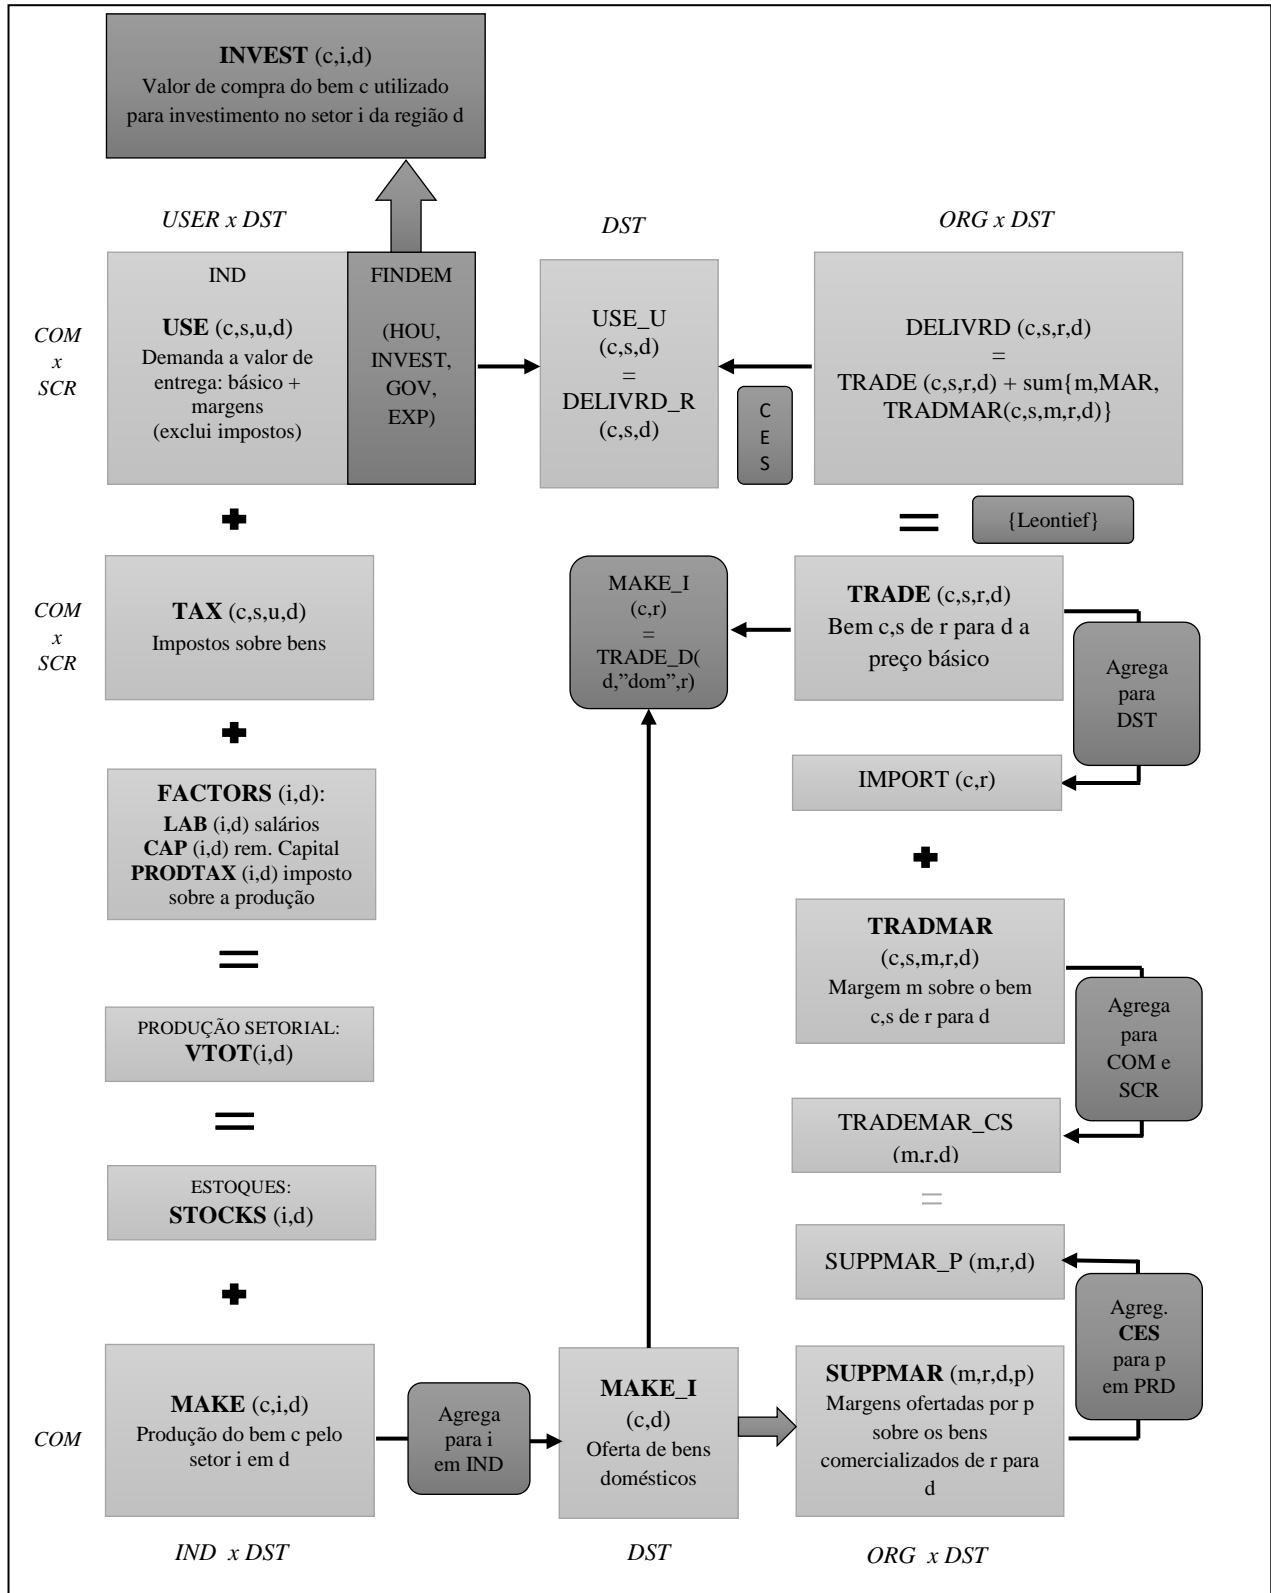 INVEST (c,i,d)
Valor de compra do bem c utilizado
para investimento no setor i da região d
USER x DST
DST
ORG x DST
COM
x
SCR
IND
USE (c,s,u,d)
Demanda a valor de
entrega: básico +
margens
(exclui impostos)
FINDEM
(HOU,
INVEST,
GOV,
EXP)
USE_U
(c,s,d)
=
DELIVRD_R
(c,s,d)
C
E
S
DELIVRD (c,s,r,d)
=
TRADE (c,s,r,d) + sum{m,MAR,
TRADMAR(c,s,m,r,d)}
{Leontief}
COM
x
SCR
TAX (c,s,u,d)
Impostos sobre bens
MAKE_I
(c,r)
=
TRADE_D(
d,”dom”,r)
TRADE (c,s,r,d)
Bem c,s de r para d a
preço básico
Agrega
para
DST
IMPORT (c,r)
FACTORS (i,d):
LAB (i,d) salários
CAP (i,d) rem. Capital
PRODTAX (i,d) imposto
sobre a produção
TRADMAR
(c,s,m,r,d)
Margem m sobre o bem
c,s de r para d
Agrega
para
COM e
SCR
TRADEMAR_CS
(m,r,d)
=
PRODUÇÃO SETORIAL:
VTOT(i,d)
ESTOQUES:
STOCKS (i,d)
SUPPMAR_P (m,r,d)
Agreg.
CES
para p
em PRD
COM
MAKE (c,i,d)
Produção do bem c pelo
setor i em d
Agrega
para i
em IND
MAKE_I
(c,d)
Oferta de bens
domésticos
SUPPMAR (m,r,d,p)
Margens ofertadas por p
sobre os bens
comercializados de r para
d
IND x DST
DST
ORG x DST